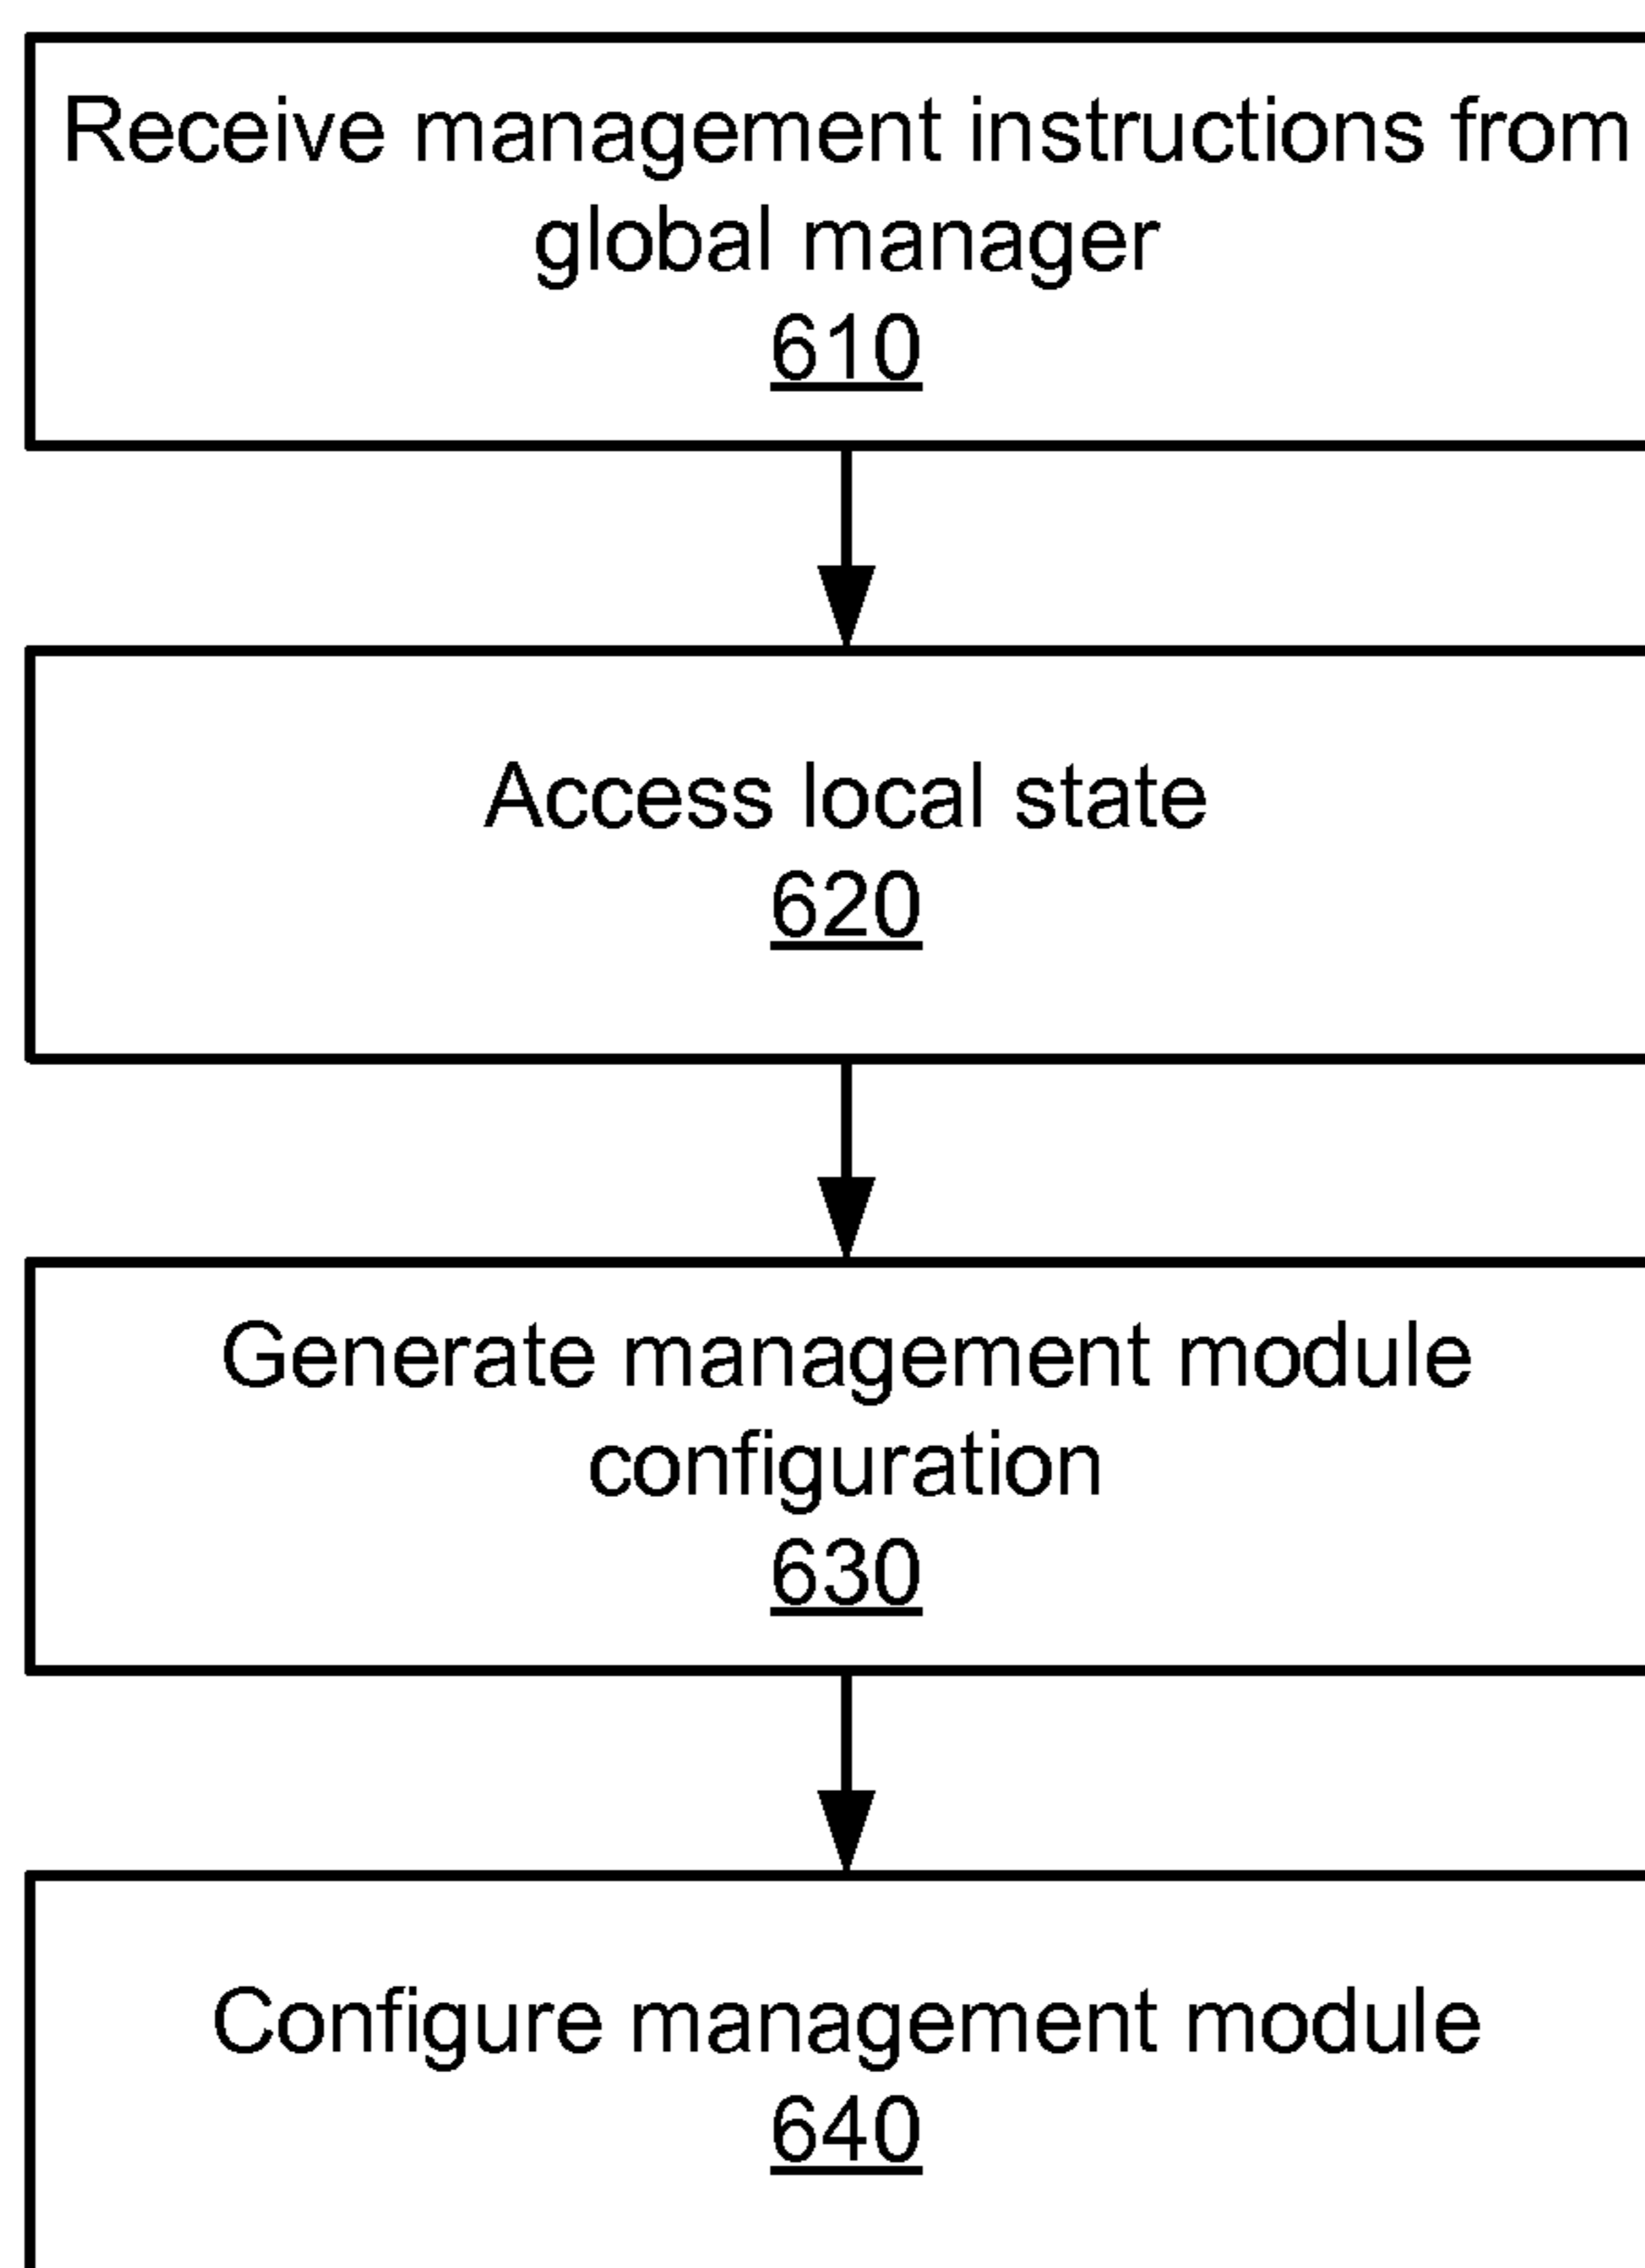 Receive management instructions from
global manager
610
Access local state
620
Generate management module
configuration
630
Configure management module
640